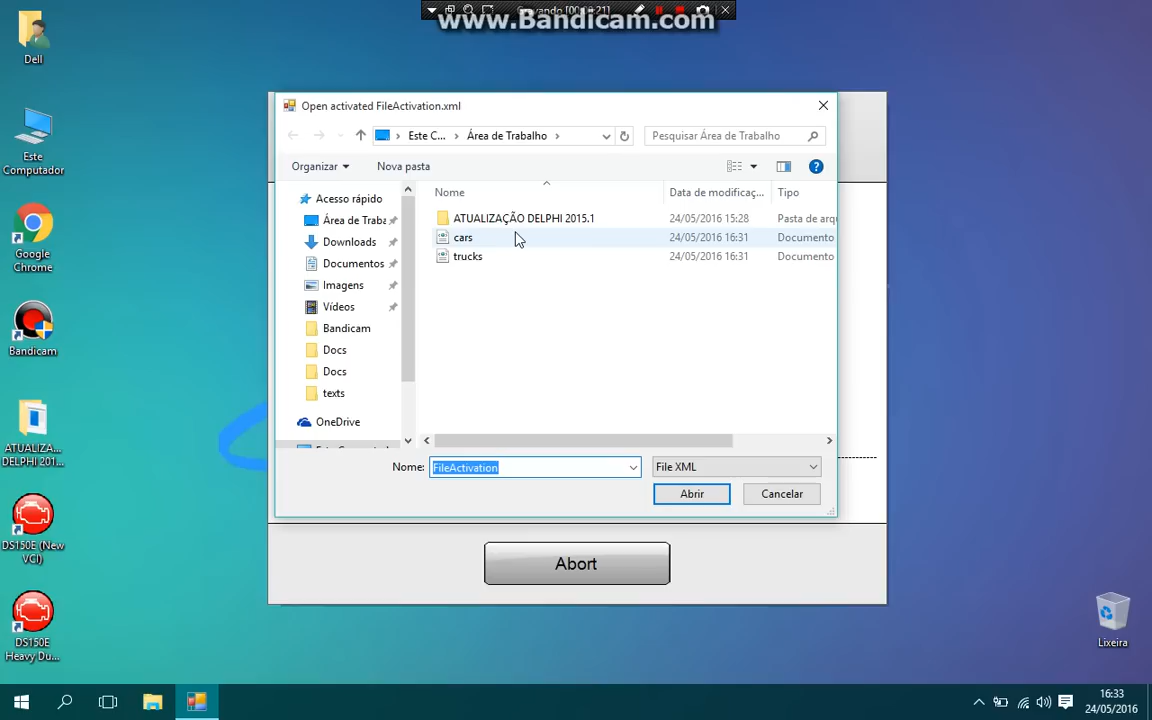 www.Bandicam.com
Dell
Este
Computador
Google
Chrome
Bandicam
ATUALIZA...
DELPHI 201...
DS150E (New
VCI)
DS150E
Heavy Du...
Open activated FileActivation.xml
Este C...
Área de Trabalho
Pesquisar Área de Trabalho
Organizar
Nova pasta
Acesso rápido
Área de Traba
Downloads
Documentos
Imagens
Vídeos
Bandicam
Docs
Docs
texts
OneDrive
Nome
Data de modificaç...
Tipo
ATUALIZAÇÃO DELPHI 2015.1
24/05/2016 15:28
Pasta de arqu
cars
24/05/2016 16:31
Documento
trucks
24/05/2016 16:31
Documento
Nome:
FileActivation
File XML
Abrir
Cancelar
Abort
Lixeira
16:33
24/05/2016